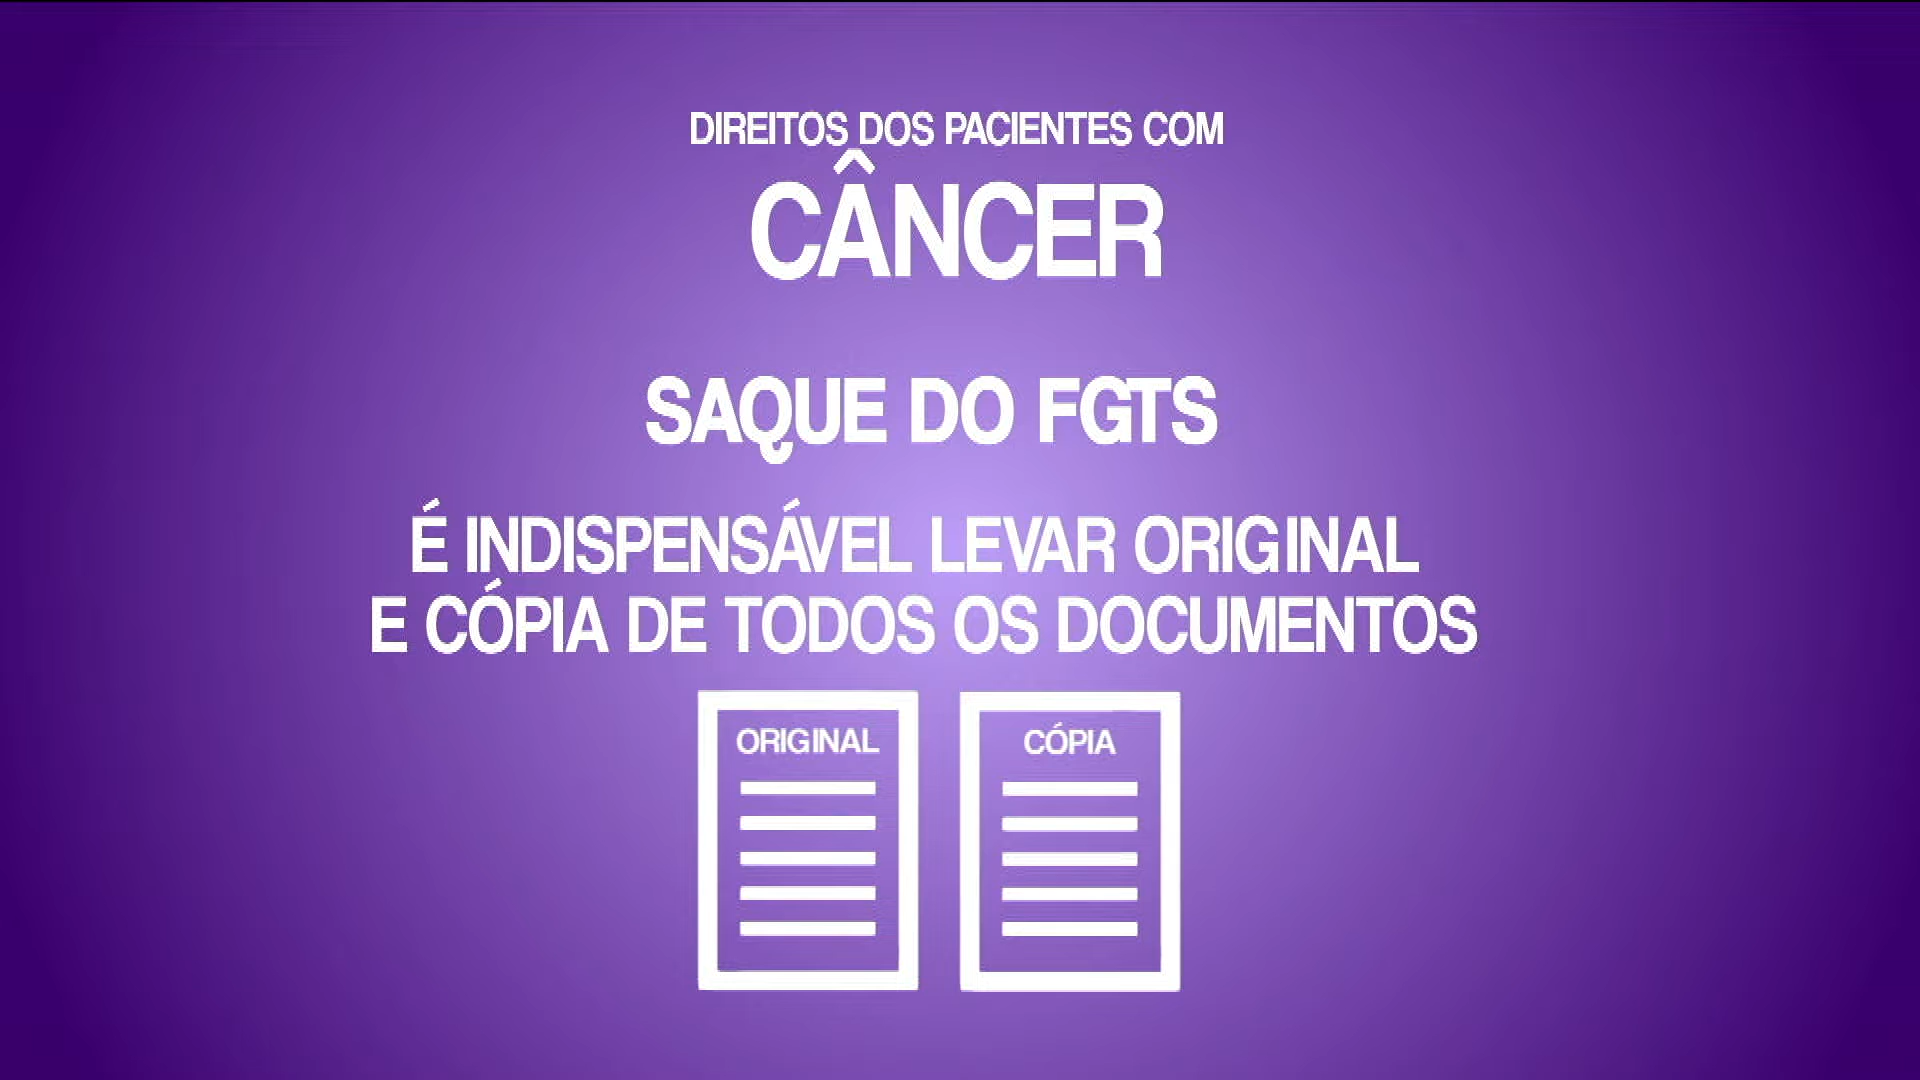 DIREITOS DOS PACIENTES COM
CÂNCER
SAQUE DO FGTS
É INDISPENSÁVEL LEVAR ORIGINAL
E CÓPIA DE TODOS OS DOCUMENTOS
ORIGINAL
CÓPIA